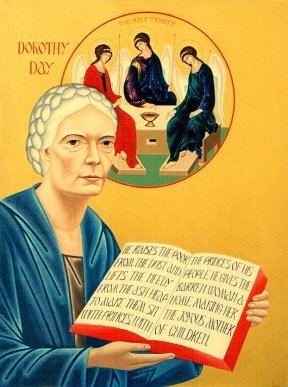 THE HOLY TRINITY
DOROTHY
DAY
HE RAISES THE POOR
FROM THE DUST AND
LIFTS THE NEEDY
FROM THE ASH HEAP
TO MAKE THEM SIT
WITH PRINCES, WITH
THE PRINCES OF HIS
PEOPLE. HE GIVES THE
BARREN WOMAN A
HOME, MAKING HER
THE JOYOUS MOTHER
OF CHILDREN.